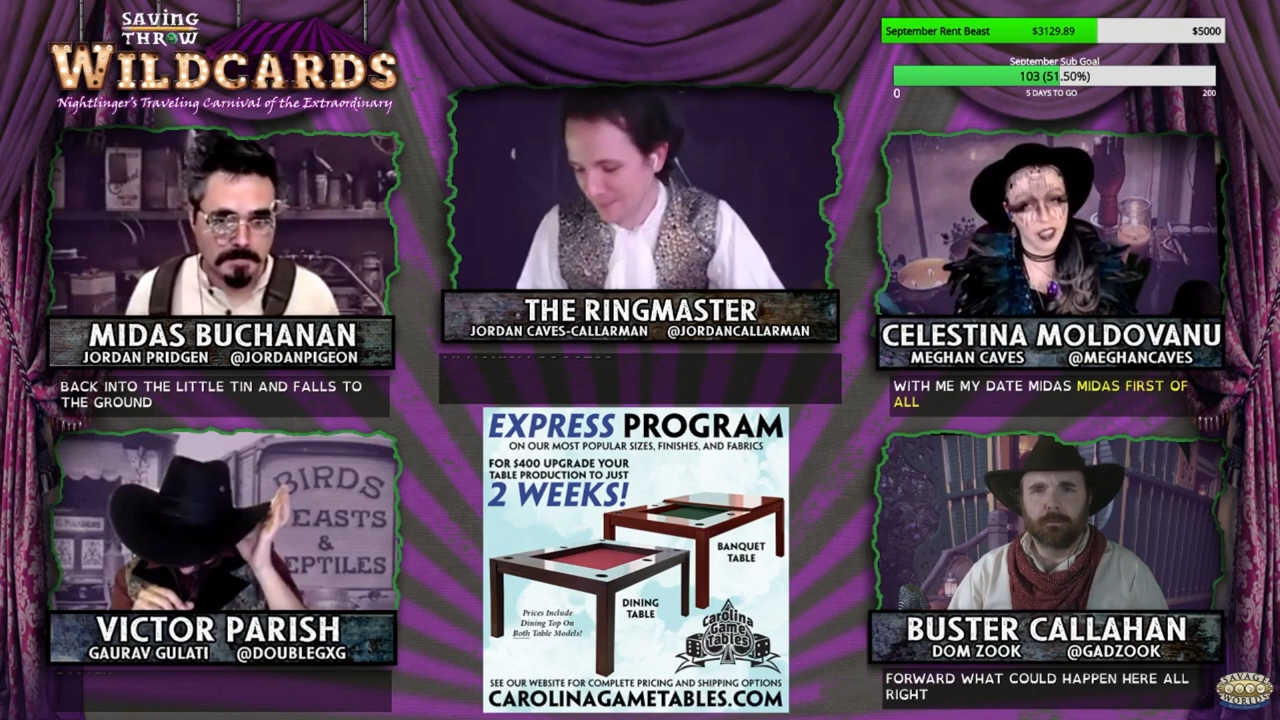 SAVING
THROW
WILDCARDS
Nightlinger's Traveling Carnival of the Extraordinary
September Rent Beast $3129.89 $5000
September Sub Goal
103 (51.50%)
0 5 DAYS TO GO 200
MIDAS BUCHANAN
JORDAN PRIDGEN @JORDANPIGEON
BACK INTO THE LITTLE TIN AND FALLS TO
THE GROUND
THE RINGMASTER
JORDAN CAVES-CALLARMAN @JORDANCALLARMAN
CELESTINA MOLDOVANU
MEGHAN CAVES @MEGHANCAVES
WITH ME MY DATE MIDAS MIDAS FIRST OF
ALL
BIRDS
EASTS
&
EPTILES
VICTOR PARISH
GAURAV GULATI @DOUBLEGXG
EXPRESS PROGRAM
ON OUR MOST POPULAR SIZES, FINISHES, AND FABRICS
FOR $400 UPGRADE YOUR
TABLE PRODUCTION TO JUST
2 WEEKS!
BANQUET
TABLE
DINING
TABLE
Prices Include
Dining Top On
Both Table Models!
Carolina
Game
Tables
SEE OUR WEBSITE FOR COMPLETE PRICING AND SHIPPING OPTIONS
CAROLINAGAMETABLES.COM
BUSTER CALLAHAN
DOM ZOOK @GADZOOK
FORWARD WHAT COULD HAPPEN HERE ALL
RIGHT
SAVAGE
WORLDS